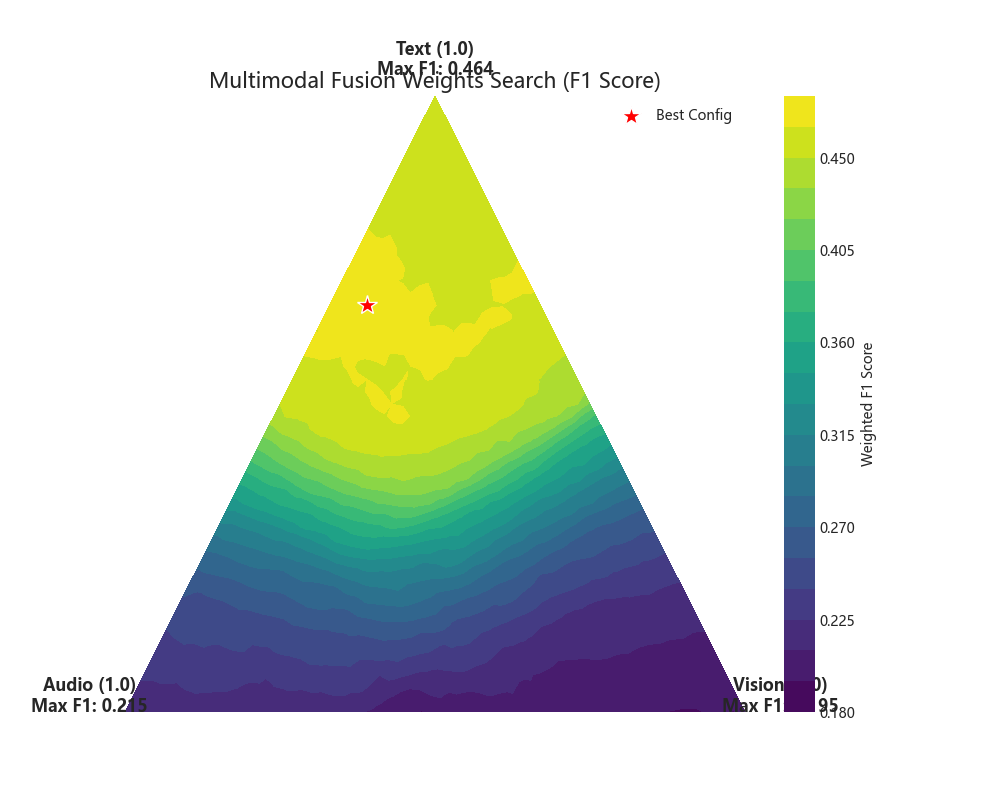 Text (1.0)
Max F1: 0.464
Multimodal Fusion Weights Search (F1 Score)
Best Config
0.450
0.405
0.360
0.315
0.270
0.225
0.180
Weighted F1 Score
Audio (1.0)
Max F1: 0.215
Vision 0)
Max F1 95